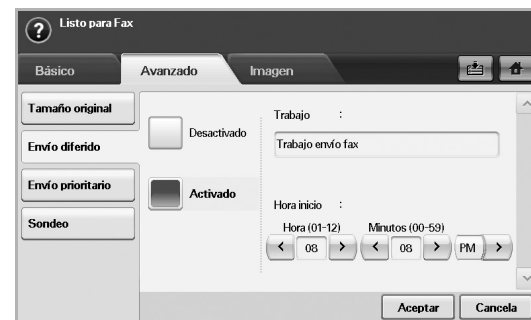 Listo para Fax
Básico Avanzado Imagen
Tamaño original
Envío diferido
Envío prioritario
Sondeo
Desactivado
Activado
Trabajo :
Trabajo envío fax
Hora inicio :
Hora (01-12) Minutos (00-59)
< 08 > < 08 > PM >
Aceptar Cancela